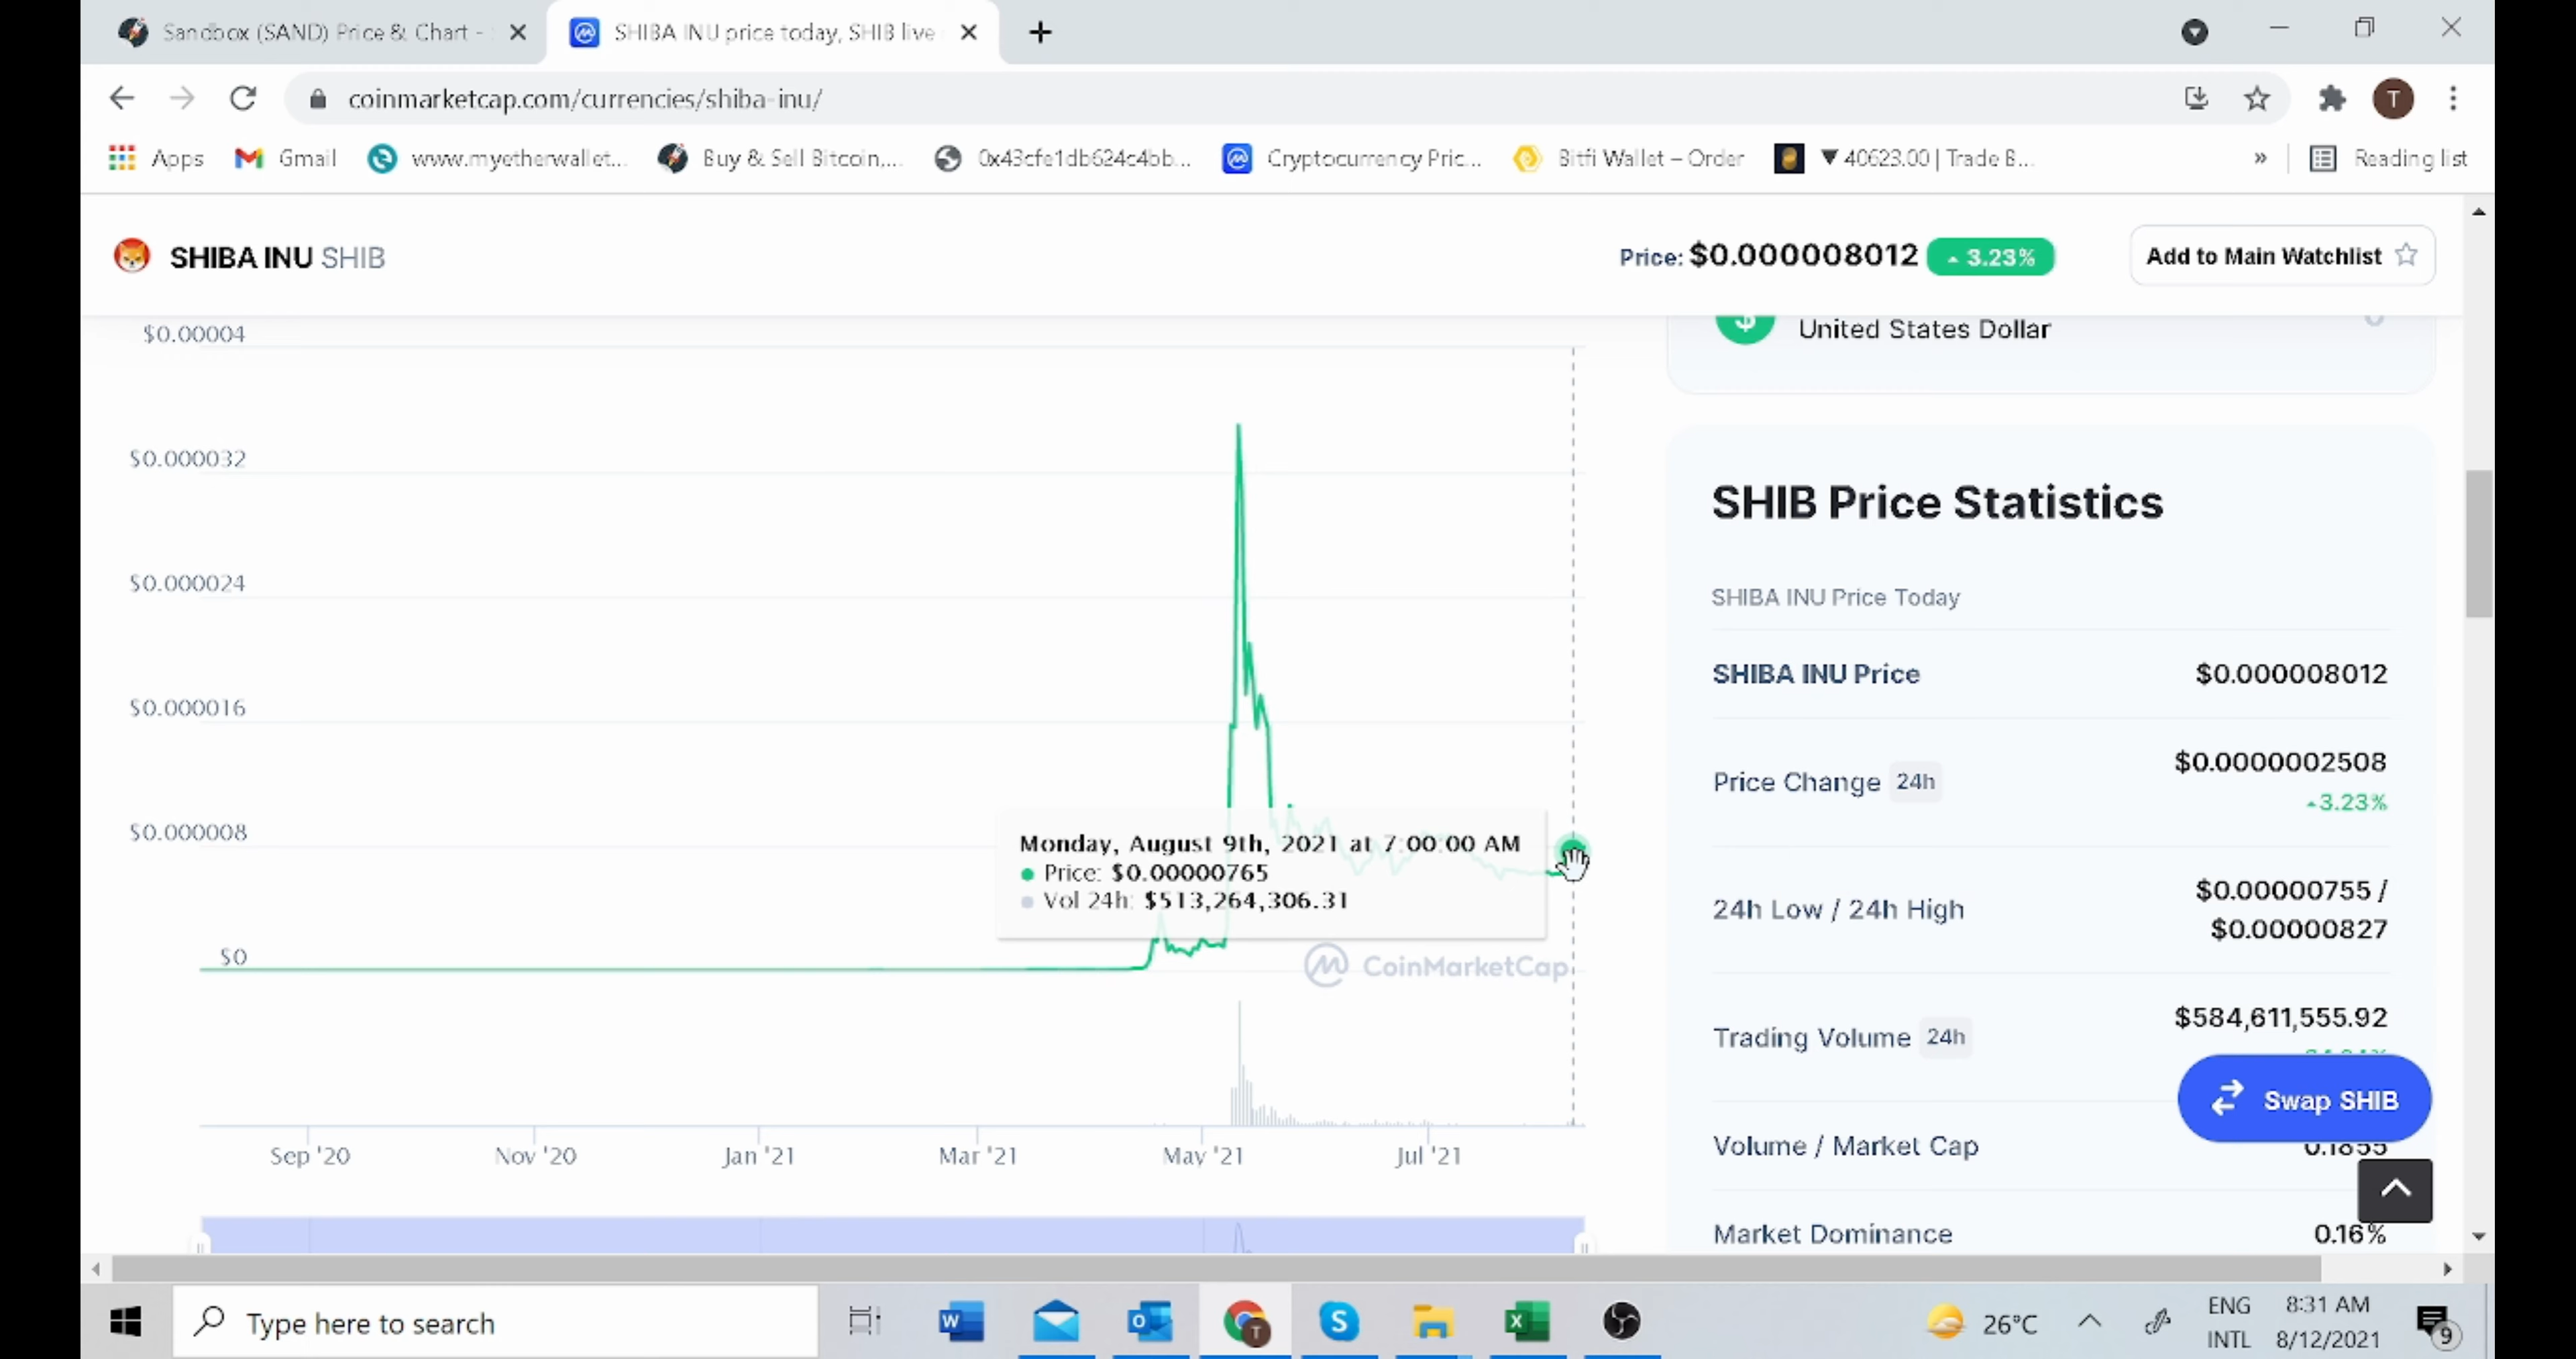 Sandbox (SAND) Price & Chart -
SHIBA INU price today, SHIB live
coinmarketcap.com/currencies/shiba-inu/
T
Apps
Gmail
www.myetherwallet...
Buy & Sell Bitcoin,...
0x43cfe1db624c4bb...
Cryptocurrency Pric...
Bitfi Wallet – Order
▼ 40623.00 | Trade B...
»
Reading list
SHIBA INU SHIB
Price: $0.000008012
3.23%
Add to Main Watchlist
$0.00004
$0.000032
$0.000024
$0.000016
$0.000008
$0
Monday, August 9th, 2021 at 7:00:00 AM
Price: $0.00000765
Vol 24h: $513,264,306.31
CoinMarketCap
Sep '20
Nov '20
Jan '21
Mar '21
May '21
Jul '21
United States Dollar
SHIB Price Statistics
SHIBA INU Price Today
SHIBA INU Price
$0.000008012
Price Change 24h
$0.0000002508
3.23%
24h Low / 24h High
$0.00000755 /
$0.00000827
Trading Volume 24h
$584,611,555.92
Swap SHIB
Volume / Market Cap
0.1855
Market Dominance
0.16%
Type here to search
26°C
ENG
INTL
8:31 AM
8/12/2021
9